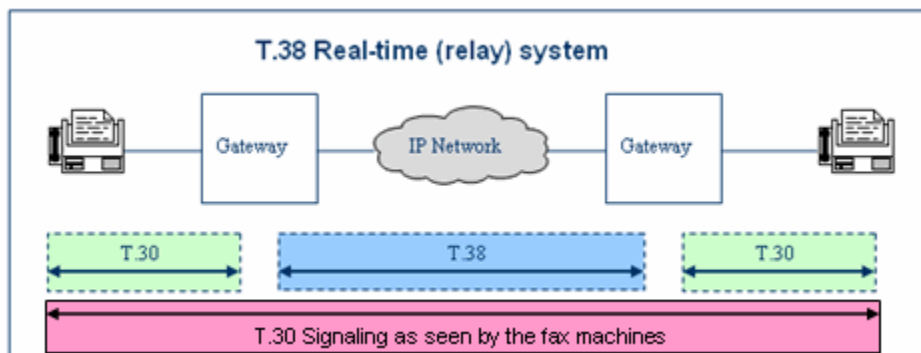 T.38 Real-time (relay) system
Gateway
IP Network
Gateway
T.30
T.38
T.30
T.30 Signaling as seen by the fax machines